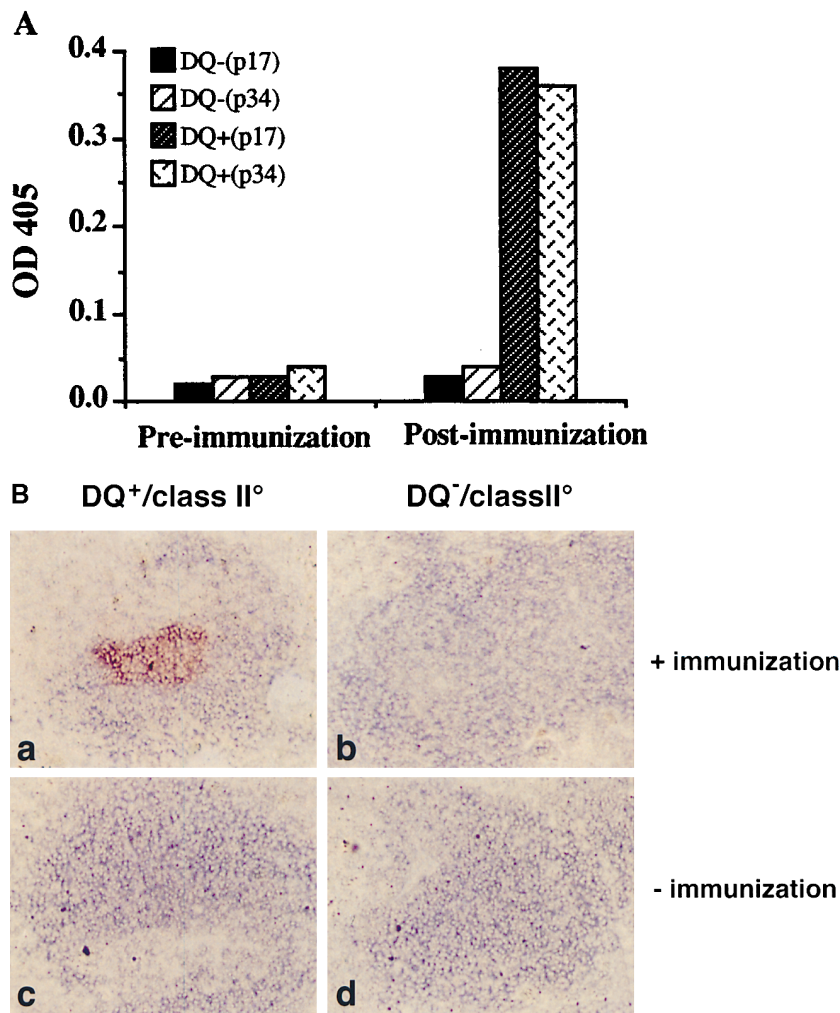 A
0.4
0.3
0.2
0.1
0.0
OD 405
DQ-(p17)
DQ-(p34)
DQ+(p17)
DQ+(p34)
Pre-immunization
Post-immunization
B
DQ⁺/class II°
DQ⁻/classII°
a
b
+ immunization
c
d
- immunization